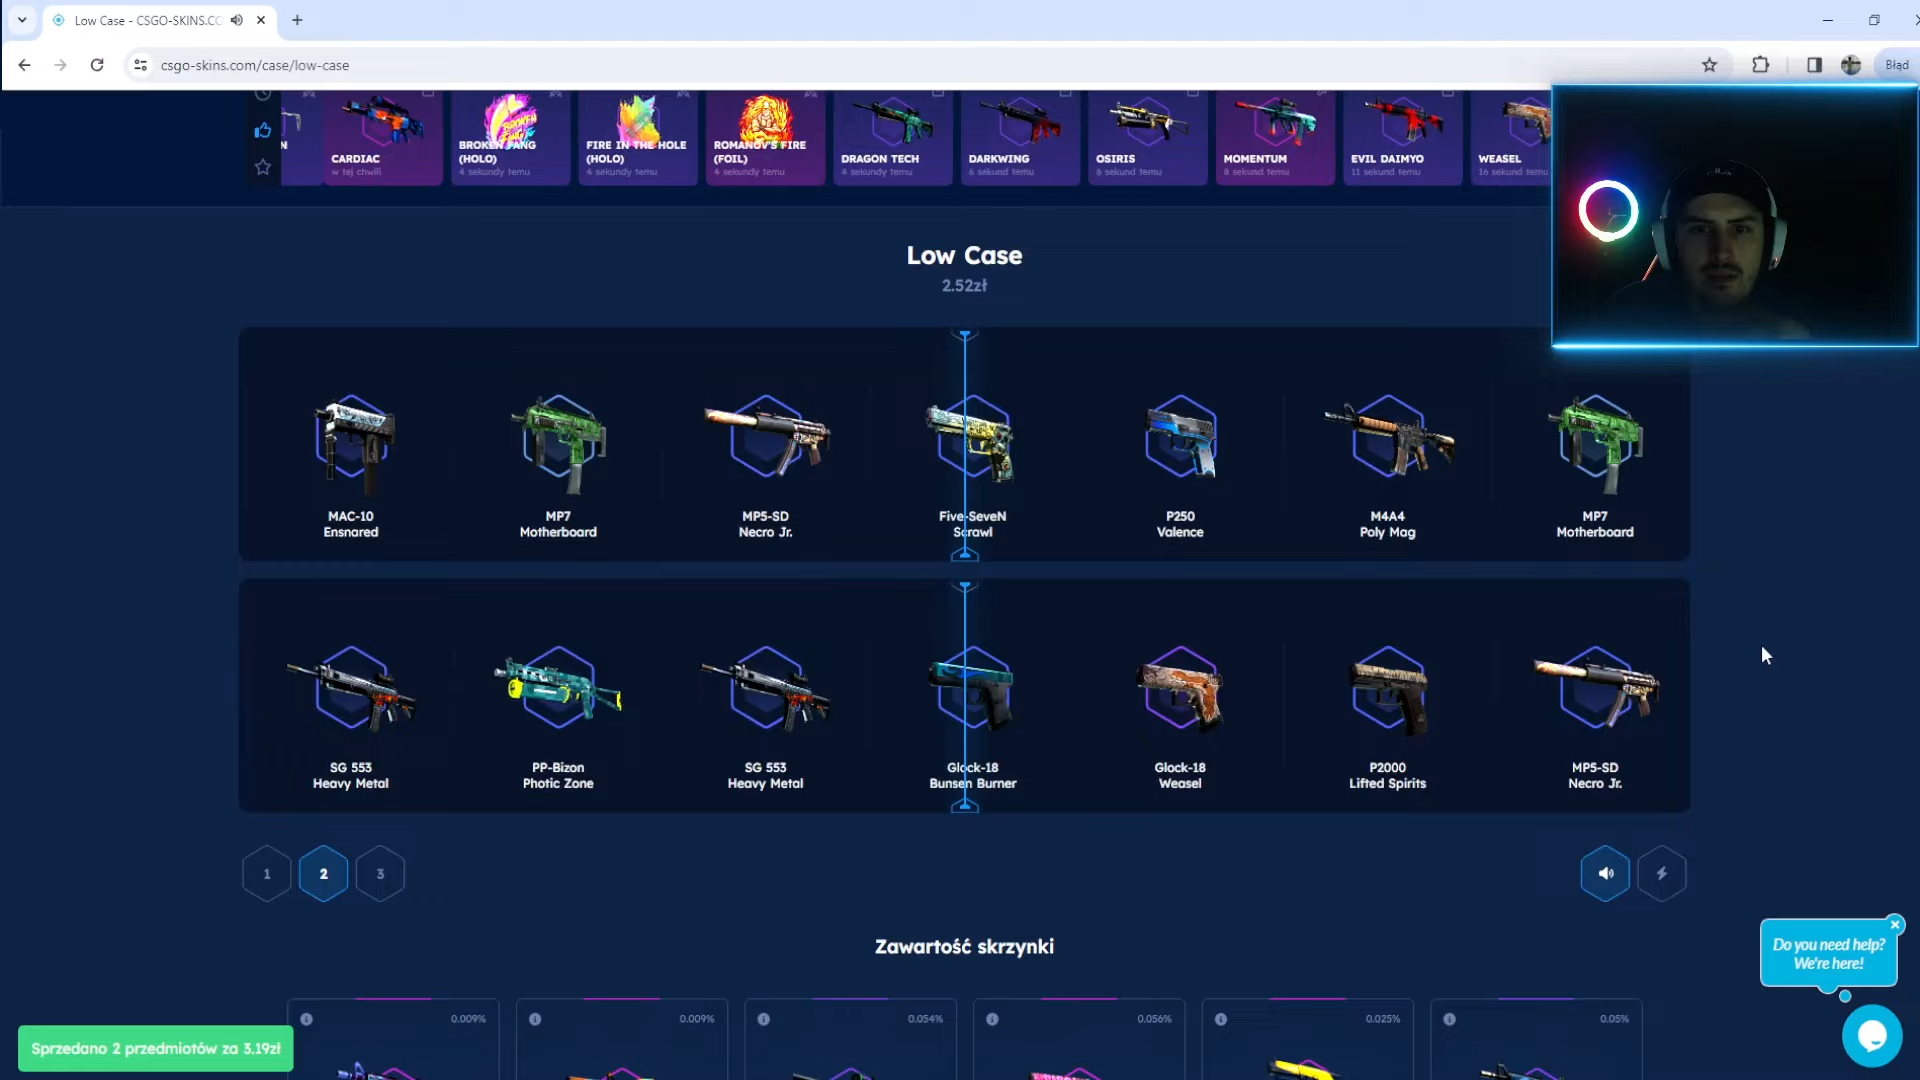 Low Case - CSGO-SKINS.CO
csgo-skins.com/case/low-case
Błąd
N
CARDIAC
w tej chwili
BROKEN FANG
(HOLO)
4 sekundy temu
FIRE IN THE HOLE
(HOLO)
4 sekundy temu
ROMANOV'S FIRE
(FOIL)
4 sekundy temu
DRAGON TECH
4 sekundy temu
DARKWING
6 sekund temu
OSIRIS
6 sekund temu
MOMENTUM
8 sekund temu
EVIL DAIMYO
11 sekund temu
WEASEL
16 sekund temu
Low Case
2.52zł
MAC-10
Ensnared
MP7
Motherboard
MP5-SD
Necro Jr.
Five-SeveN
Scrawl
P250
Valence
M4A4
Poly Mag
MP7
Motherboard
SG 553
Heavy Metal
PP-Bizon
Photic Zone
SG 553
Heavy Metal
Glock-18
Bunsen Burner
Glock-18
Weasel
P2000
Lifted Spirits
MP5-SD
Necro Jr.
1 2 3
Zawartość skrzynki
Do you need help?
We're here!
0.009%
0.009%
0.054%
0.056%
0.025%
0.05%
Sprzedano 2 przedmiotów za 3.19zł